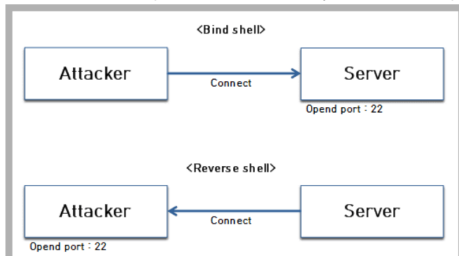 <Bind shell>
Attacker
Connect
Server
Opend port : 22
<Reverse shell>
Attacker
Connect
Server
Opend port : 22